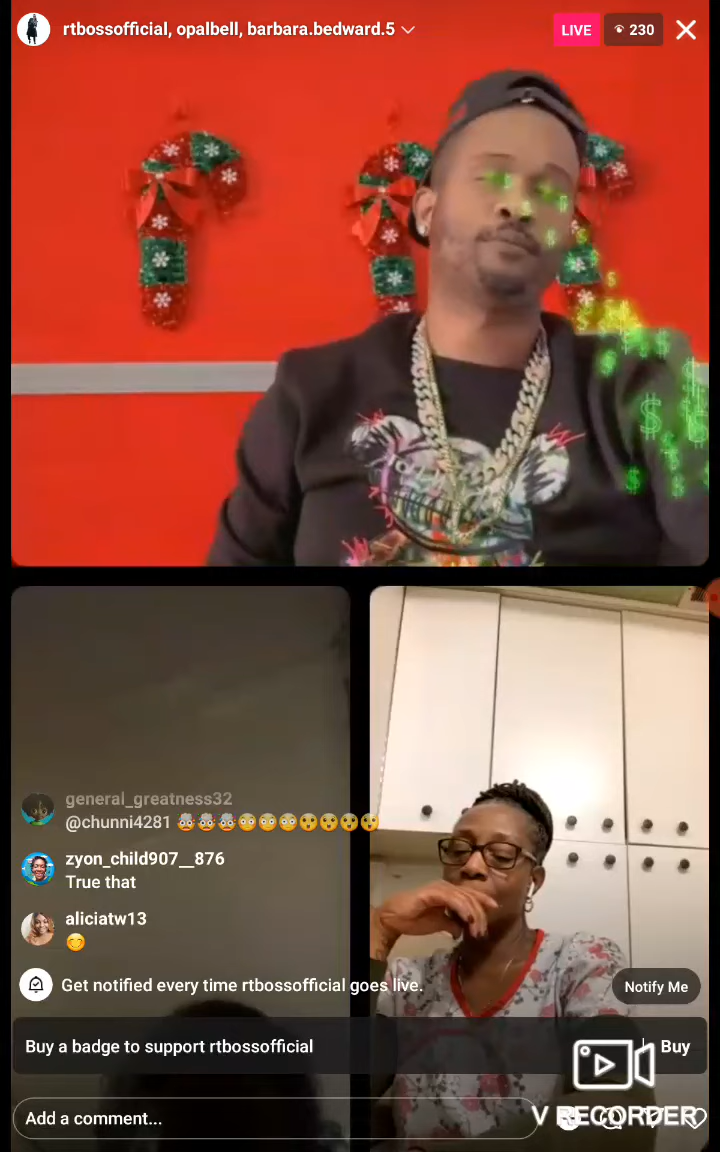 rtbossofficial, opalbell, barbara.bedward.5
LIVE
230
general_greatness32
@chunni4281 🥵🥵🥵😳😳😳😲😲😲😲
zyon_child907__876
True that
aliciatw13
😊
Get notified every time rtbossofficial goes live.
Notify Me
Buy a badge to support rtbossofficial
Buy
Add a comment...
V RECORDER